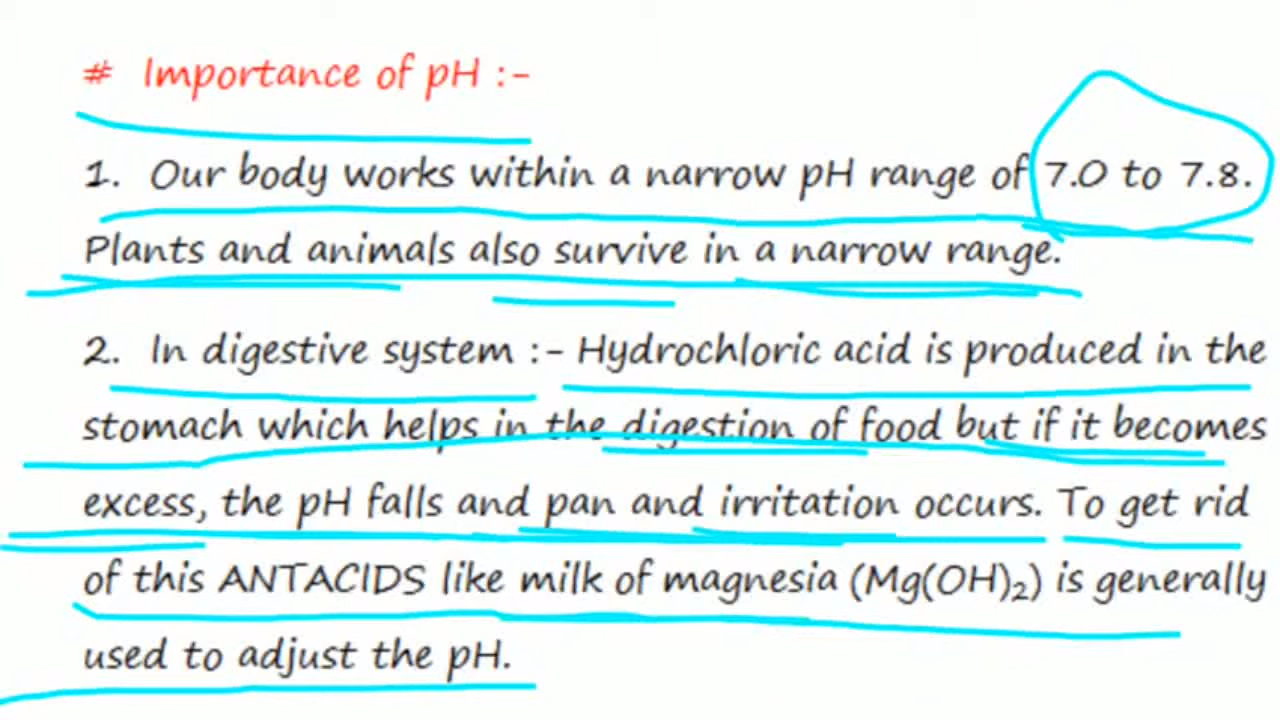 # Importance of pH :-
1. Our body works within a narrow pH range of 7.0 to 7.8.
Plants and animals also survive in a narrow range.
2. In digestive system :- Hydrochloric acid is produced in the
stomach which helps in the digestion of food but if it becomes
excess, the pH falls and pan and irritation occurs. To get rid
of this ANTACIDS like milk of magnesia (Mg(OH)₂) is generally
used to adjust the pH.